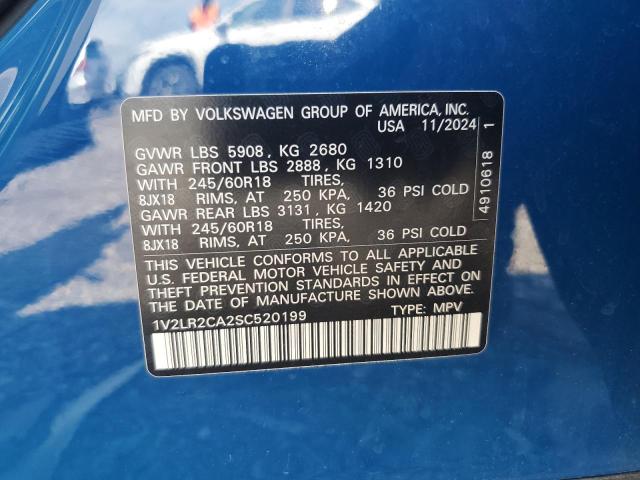 MFD BY VOLKSWAGEN GROUP OF AMERICA, INC.
USA 11/2024
GVWR LBS 5908, KG 2680
GAWR FRONT LBS 2888, KG 1310
WITH 245/60R18 TIRES,
8JX18 RIMS, AT 250 KPA, 36 PSI COLD
GAWR REAR LBS 3131, KG 1420
WITH 245/60R18 TIRES,
8JX18 RIMS, AT 250 KPA, 36 PSI COLD
THIS VEHICLE CONFORMS TO ALL APPLICABLE
U.S. FEDERAL MOTOR VEHICLE SAFETY AND
THEFT PREVENTION STANDARDS IN EFFECT ON
THE DATE OF MANUFACTURE SHOWN ABOVE.
1V2LR2CA2SC520199 TYPE: MPV
4910618 1